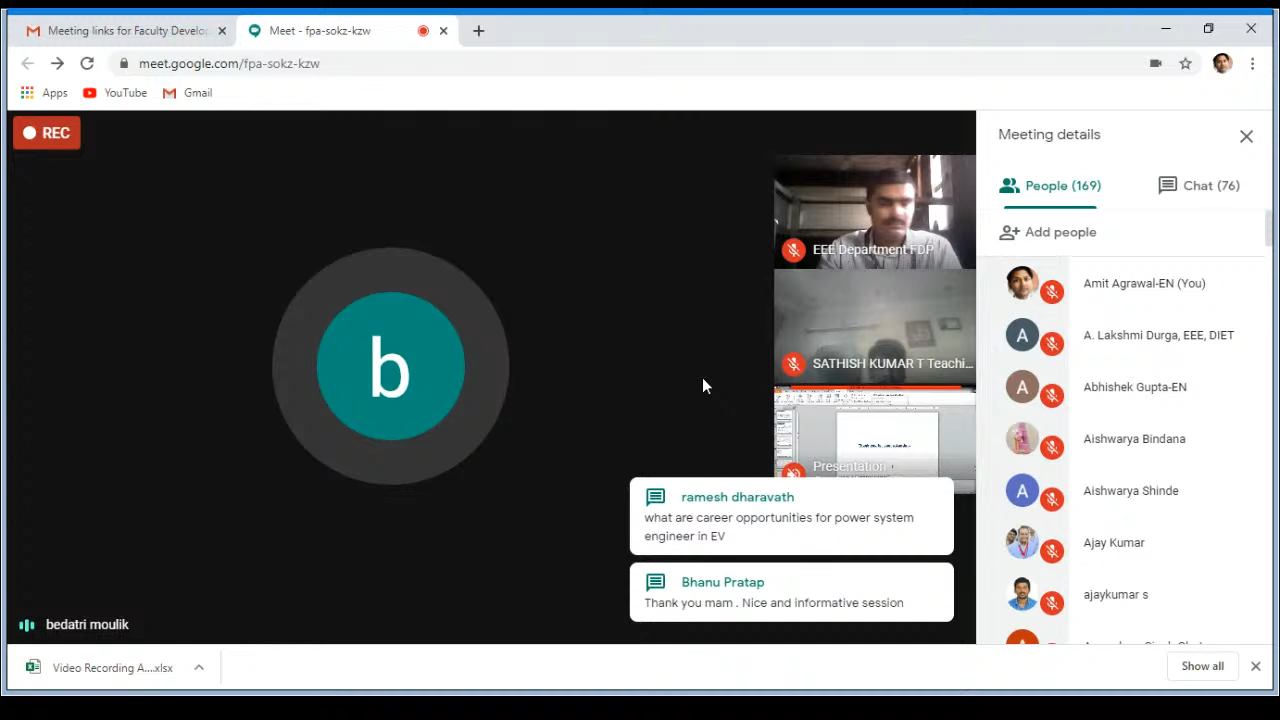 Meeting links for Faculty Develo
Meet - fpa-sokz-kzw
meet.google.com/fpa-sokz-kzw
Apps
YouTube
Gmail
REC
EEE Department FDP
SATHISH KUMAR T Teachi...
Presentation
b
ramesh dharavath
what are career opportunities for power system
engineer in EV
Bhanu Pratap
Thank you mam . Nice and informative session
bedatri moulik
Meeting details
People (169)
Chat (76)
Add people
Amit Agrawal-EN (You)
A
A. Lakshmi Durga, EEE, DIET
A
Abhishek Gupta-EN
Aishwarya Bindana
A
Aishwarya Shinde
Ajay Kumar
ajaykumar s
Video Recording A....xlsx
Show all